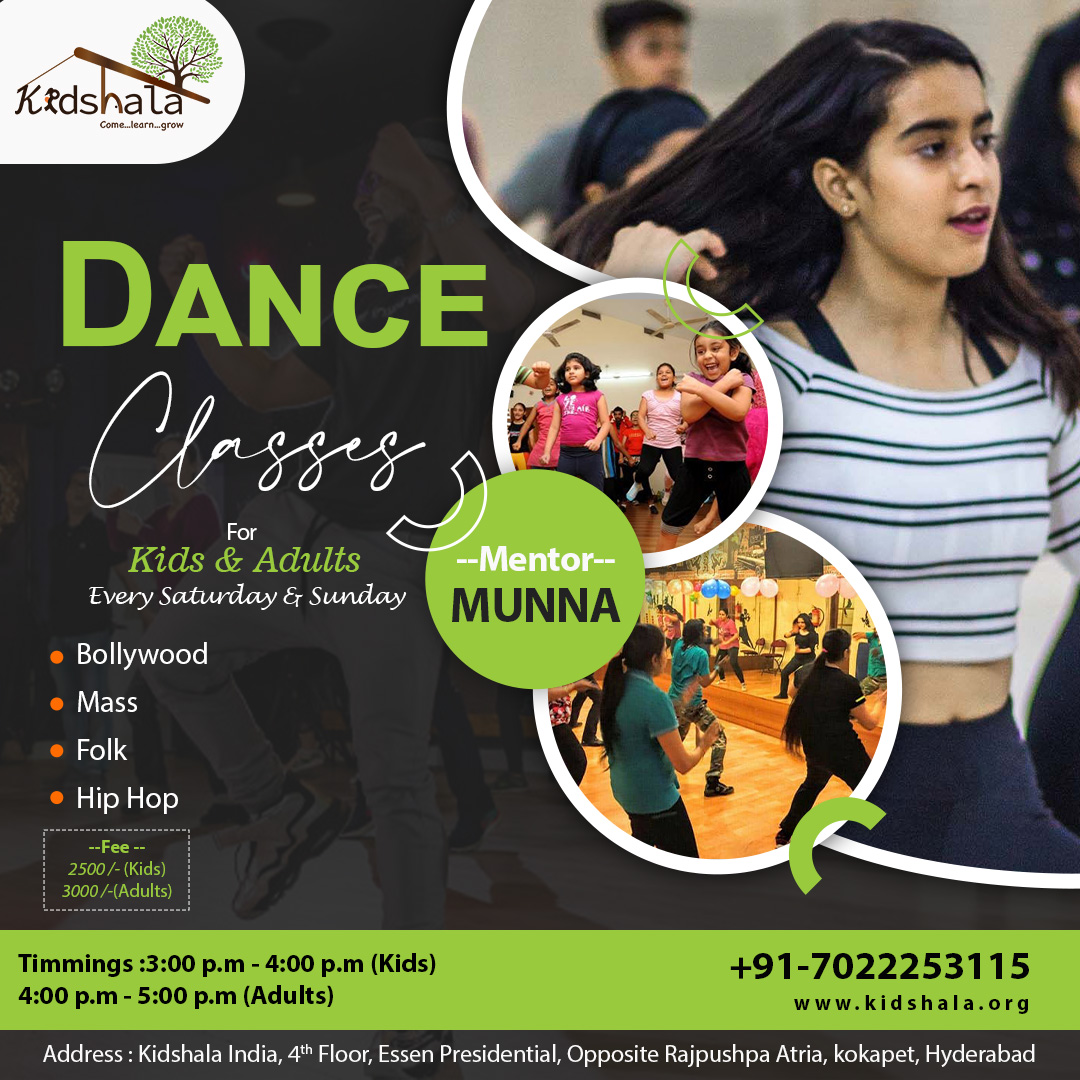 Kidshala
Come...learn...grow
DANCE
Classes
For
Kids & Adults
Every Saturday & Sunday
--Mentor--
MUNNA
Bollywood
Mass
Folk
Hip Hop
--Fee --
2500 /- (Kids)
3000 /-(Adults)
Timmings :3:00 p.m - 4:00 p.m (Kids)
4:00 p.m - 5:00 p.m (Adults)
+91-7022253115
www.kidshala.org
Address : Kidshala India, 4th Floor, Essen Presidential, Opposite Rajpushpa Atria, kokapet, Hyderabad